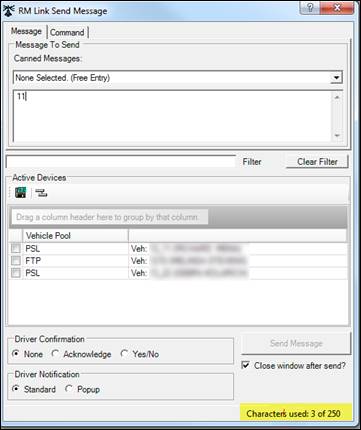 RM Link Send Message
Message Command
Message To Send
Canned Messages:
None Selected. (Free Entry)
11
Filter Clear Filter
Active Devices
Drag a column header here to group by that column.
Vehicle Pool
PSL Veh:
FTP Veh:
PSL Veh:
Driver Confirmation
None Acknowledge Yes/No
Send Message
Close window after send?
Driver Notification
Standard Popup
Characters used: 3 of 250